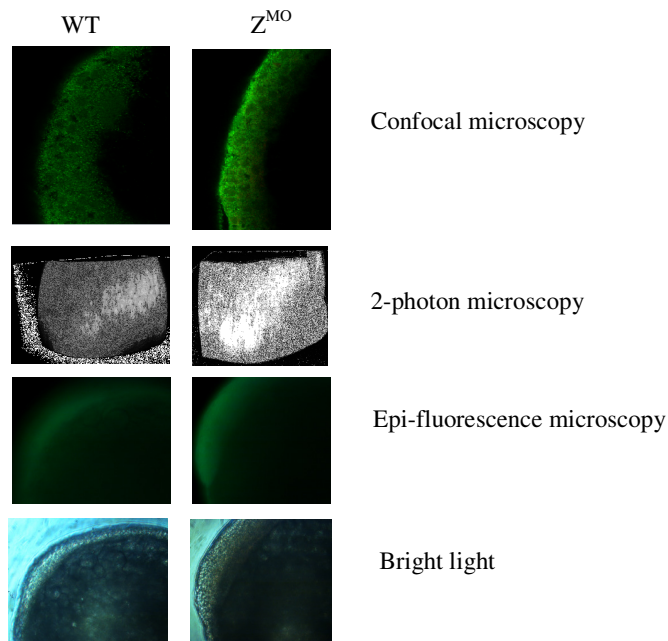 WT Z^MO
Confocal microscopy
2-photon microscopy
Epi-fluorescence microscopy
Bright light